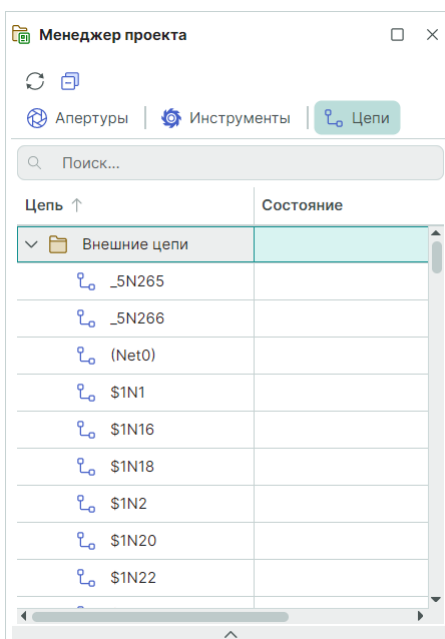 Менеджер проекта
Апертуры Инструменты Цепи
Поиск...
Цепь Состояние
Внешние цепи
_5N265
_5N266
(Net0)
$1N1
$1N16
$1N18
$1N2
$1N20
$1N22